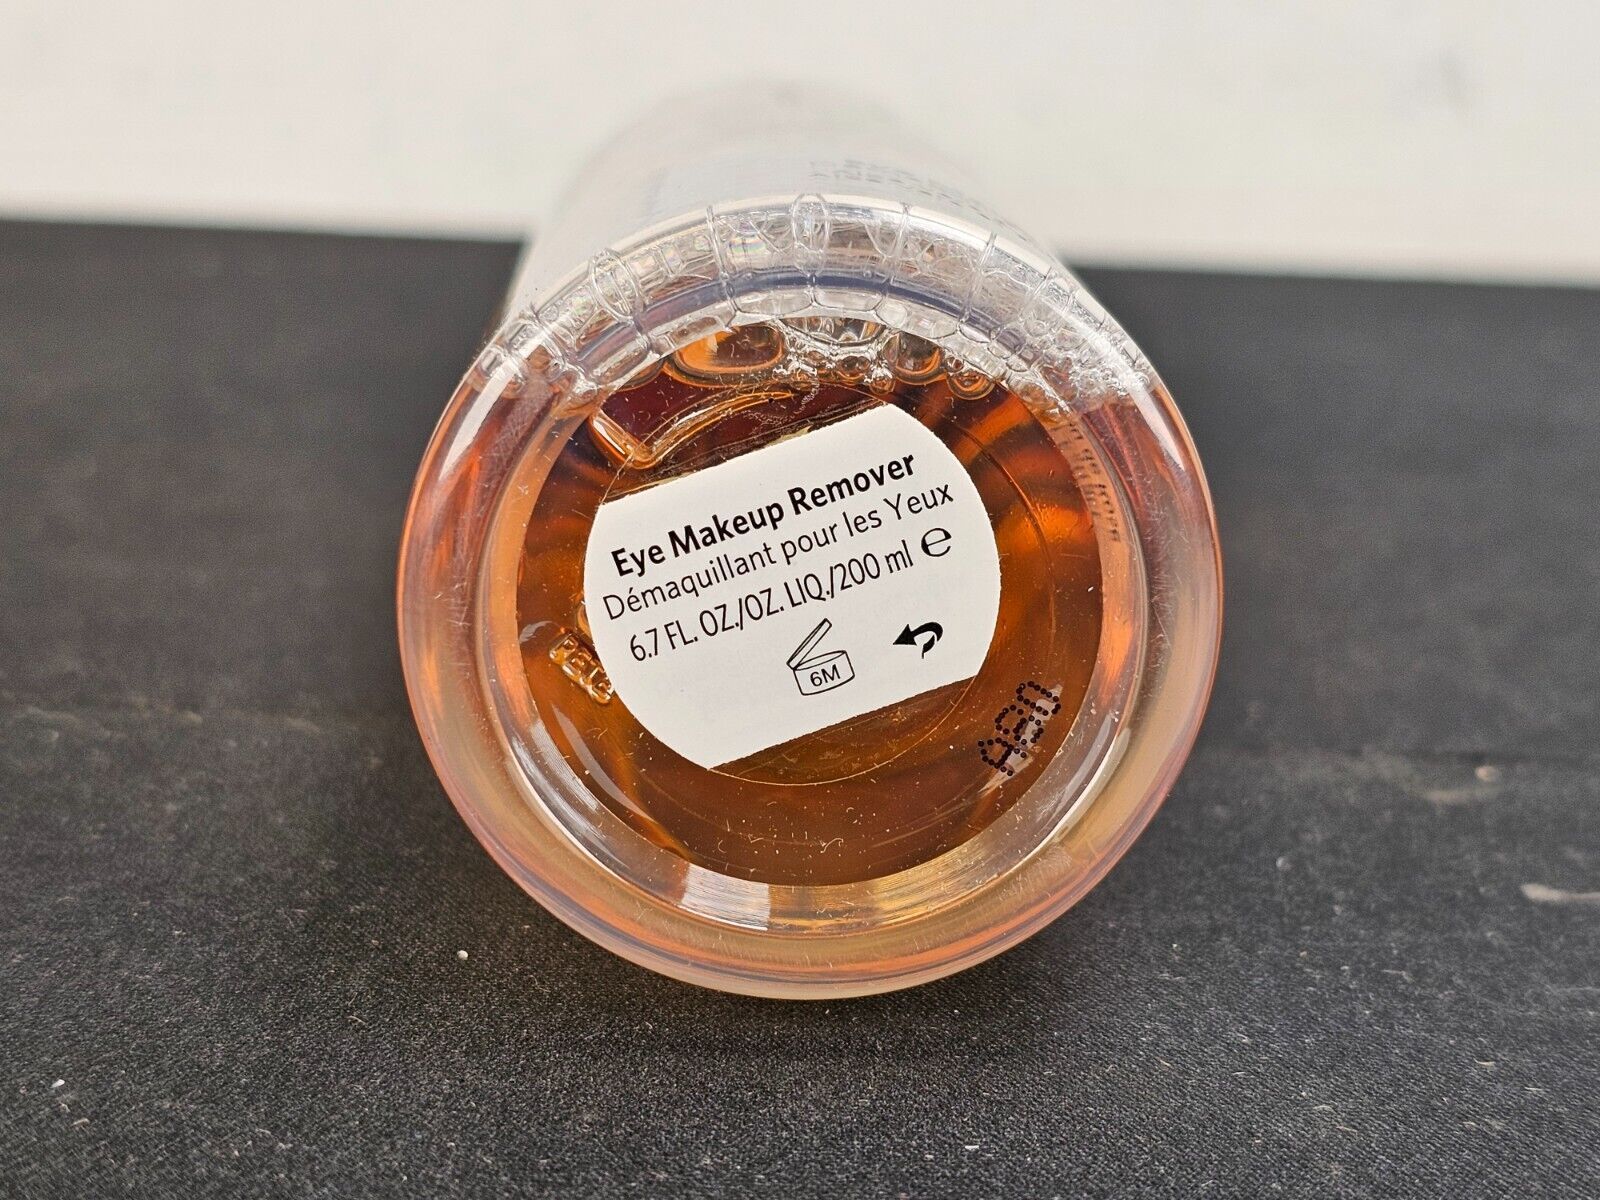 Eye Makeup Remover
Démaquillant pour les Yeux
6.7 FL. OZ./OZ. LIQ./200 ml ℮
6M